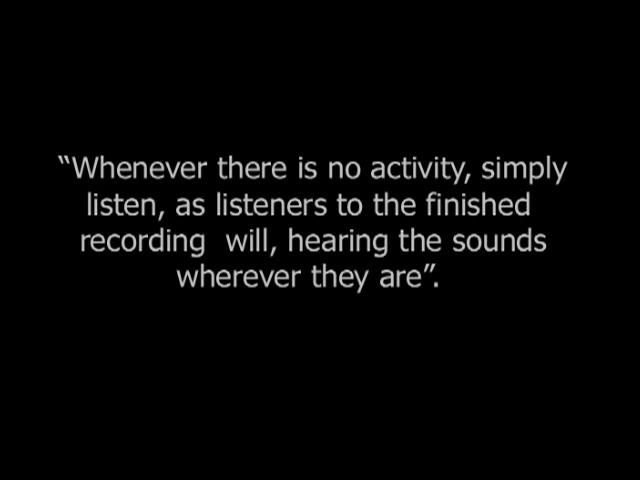 “Whenever there is no activity, simply
listen, as listeners to the finished
recording  will, hearing the sounds
wherever they are”.